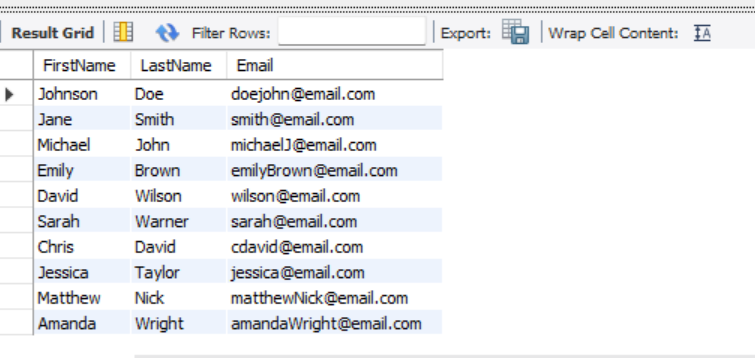 Result Grid Filter Rows: Export: Wrap Cell Content: IA
FirstName LastName Email
Johnson Doe doejohn@email.com
Jane Smith smith@email.com
Michael John michaelJ@email.com
Emily Brown emilyBrown@email.com
David Wilson wilson@email.com
Sarah Warner sarah@email.com
Chris David cdavid@email.com
Jessica Taylor jessica@email.com
Matthew Nick matthewNick@email.com
Amanda Wright amandaWright@email.com